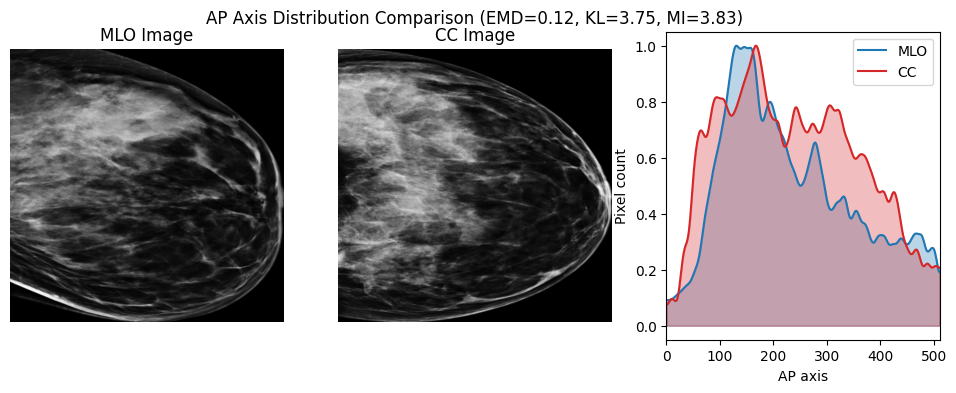 AP Axis Distribution Comparison (EMD=0.12, KL=3.75, MI=3.83)
MLO Image
CC Image
MLO
CC
Pixel count
1.0
0.8
0.6
0.4
0.2
0.0
0 100 200 300 400 500
AP axis